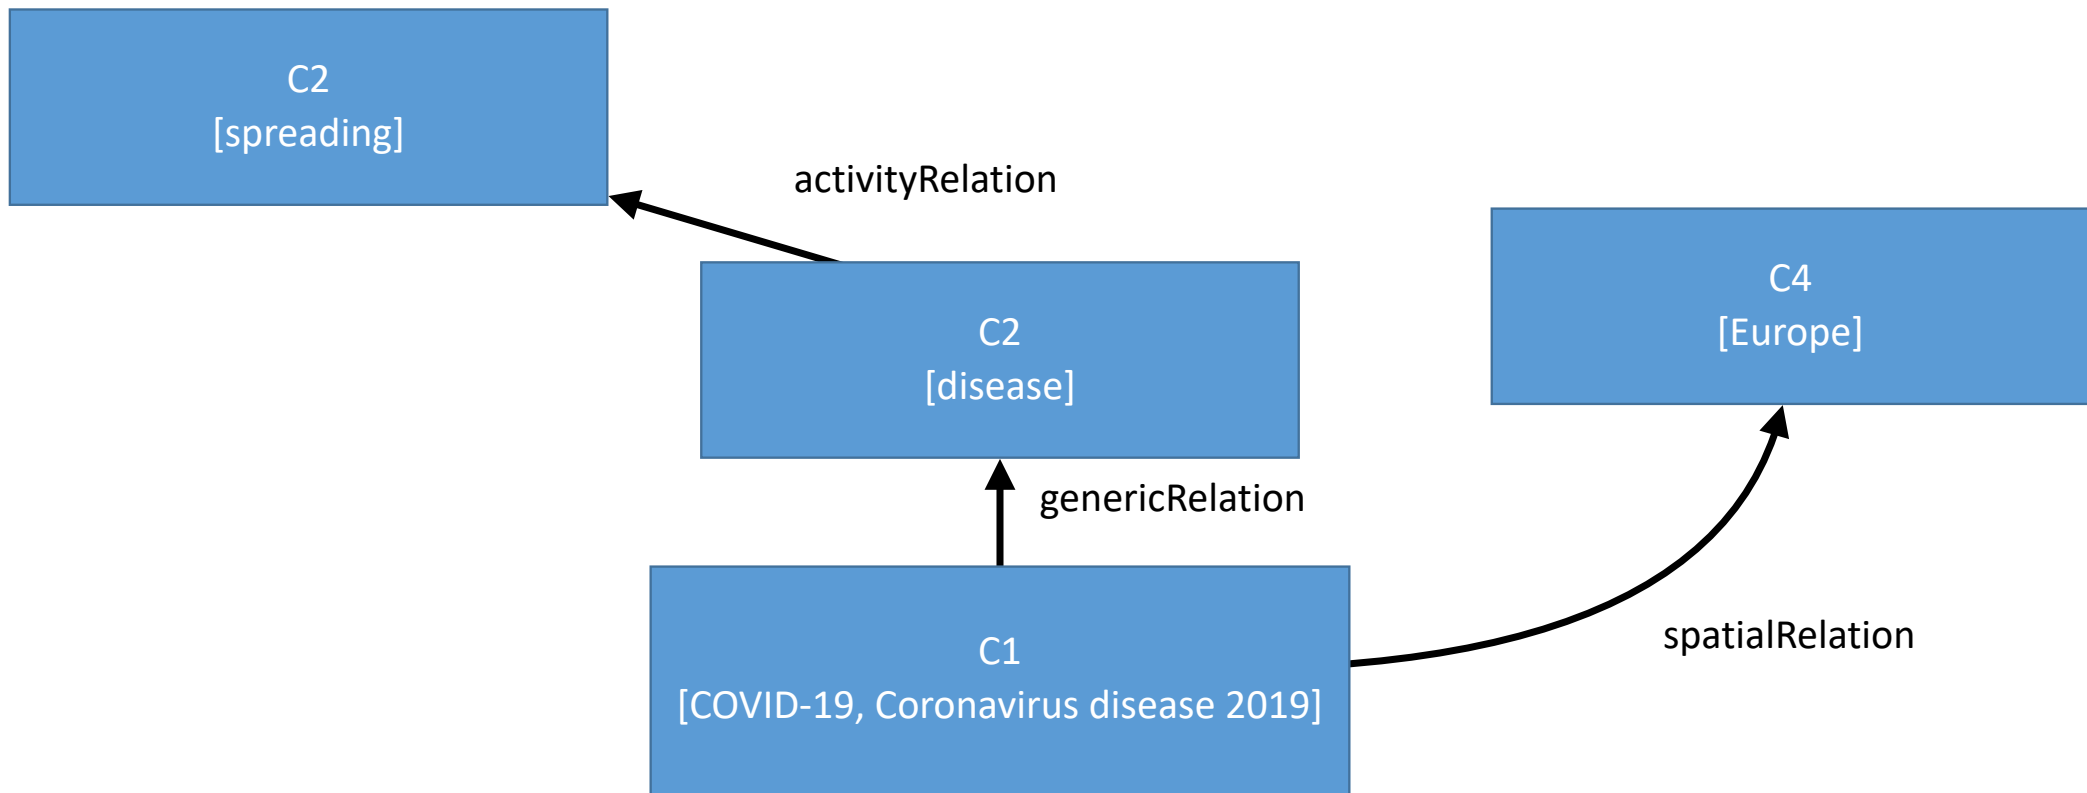 C2
[spreading]
activityRelation
C4
[Europe]
C2
[disease]
genericRelation
spatialRelation
C1
[COVID-19, Coronavirus disease 2019]